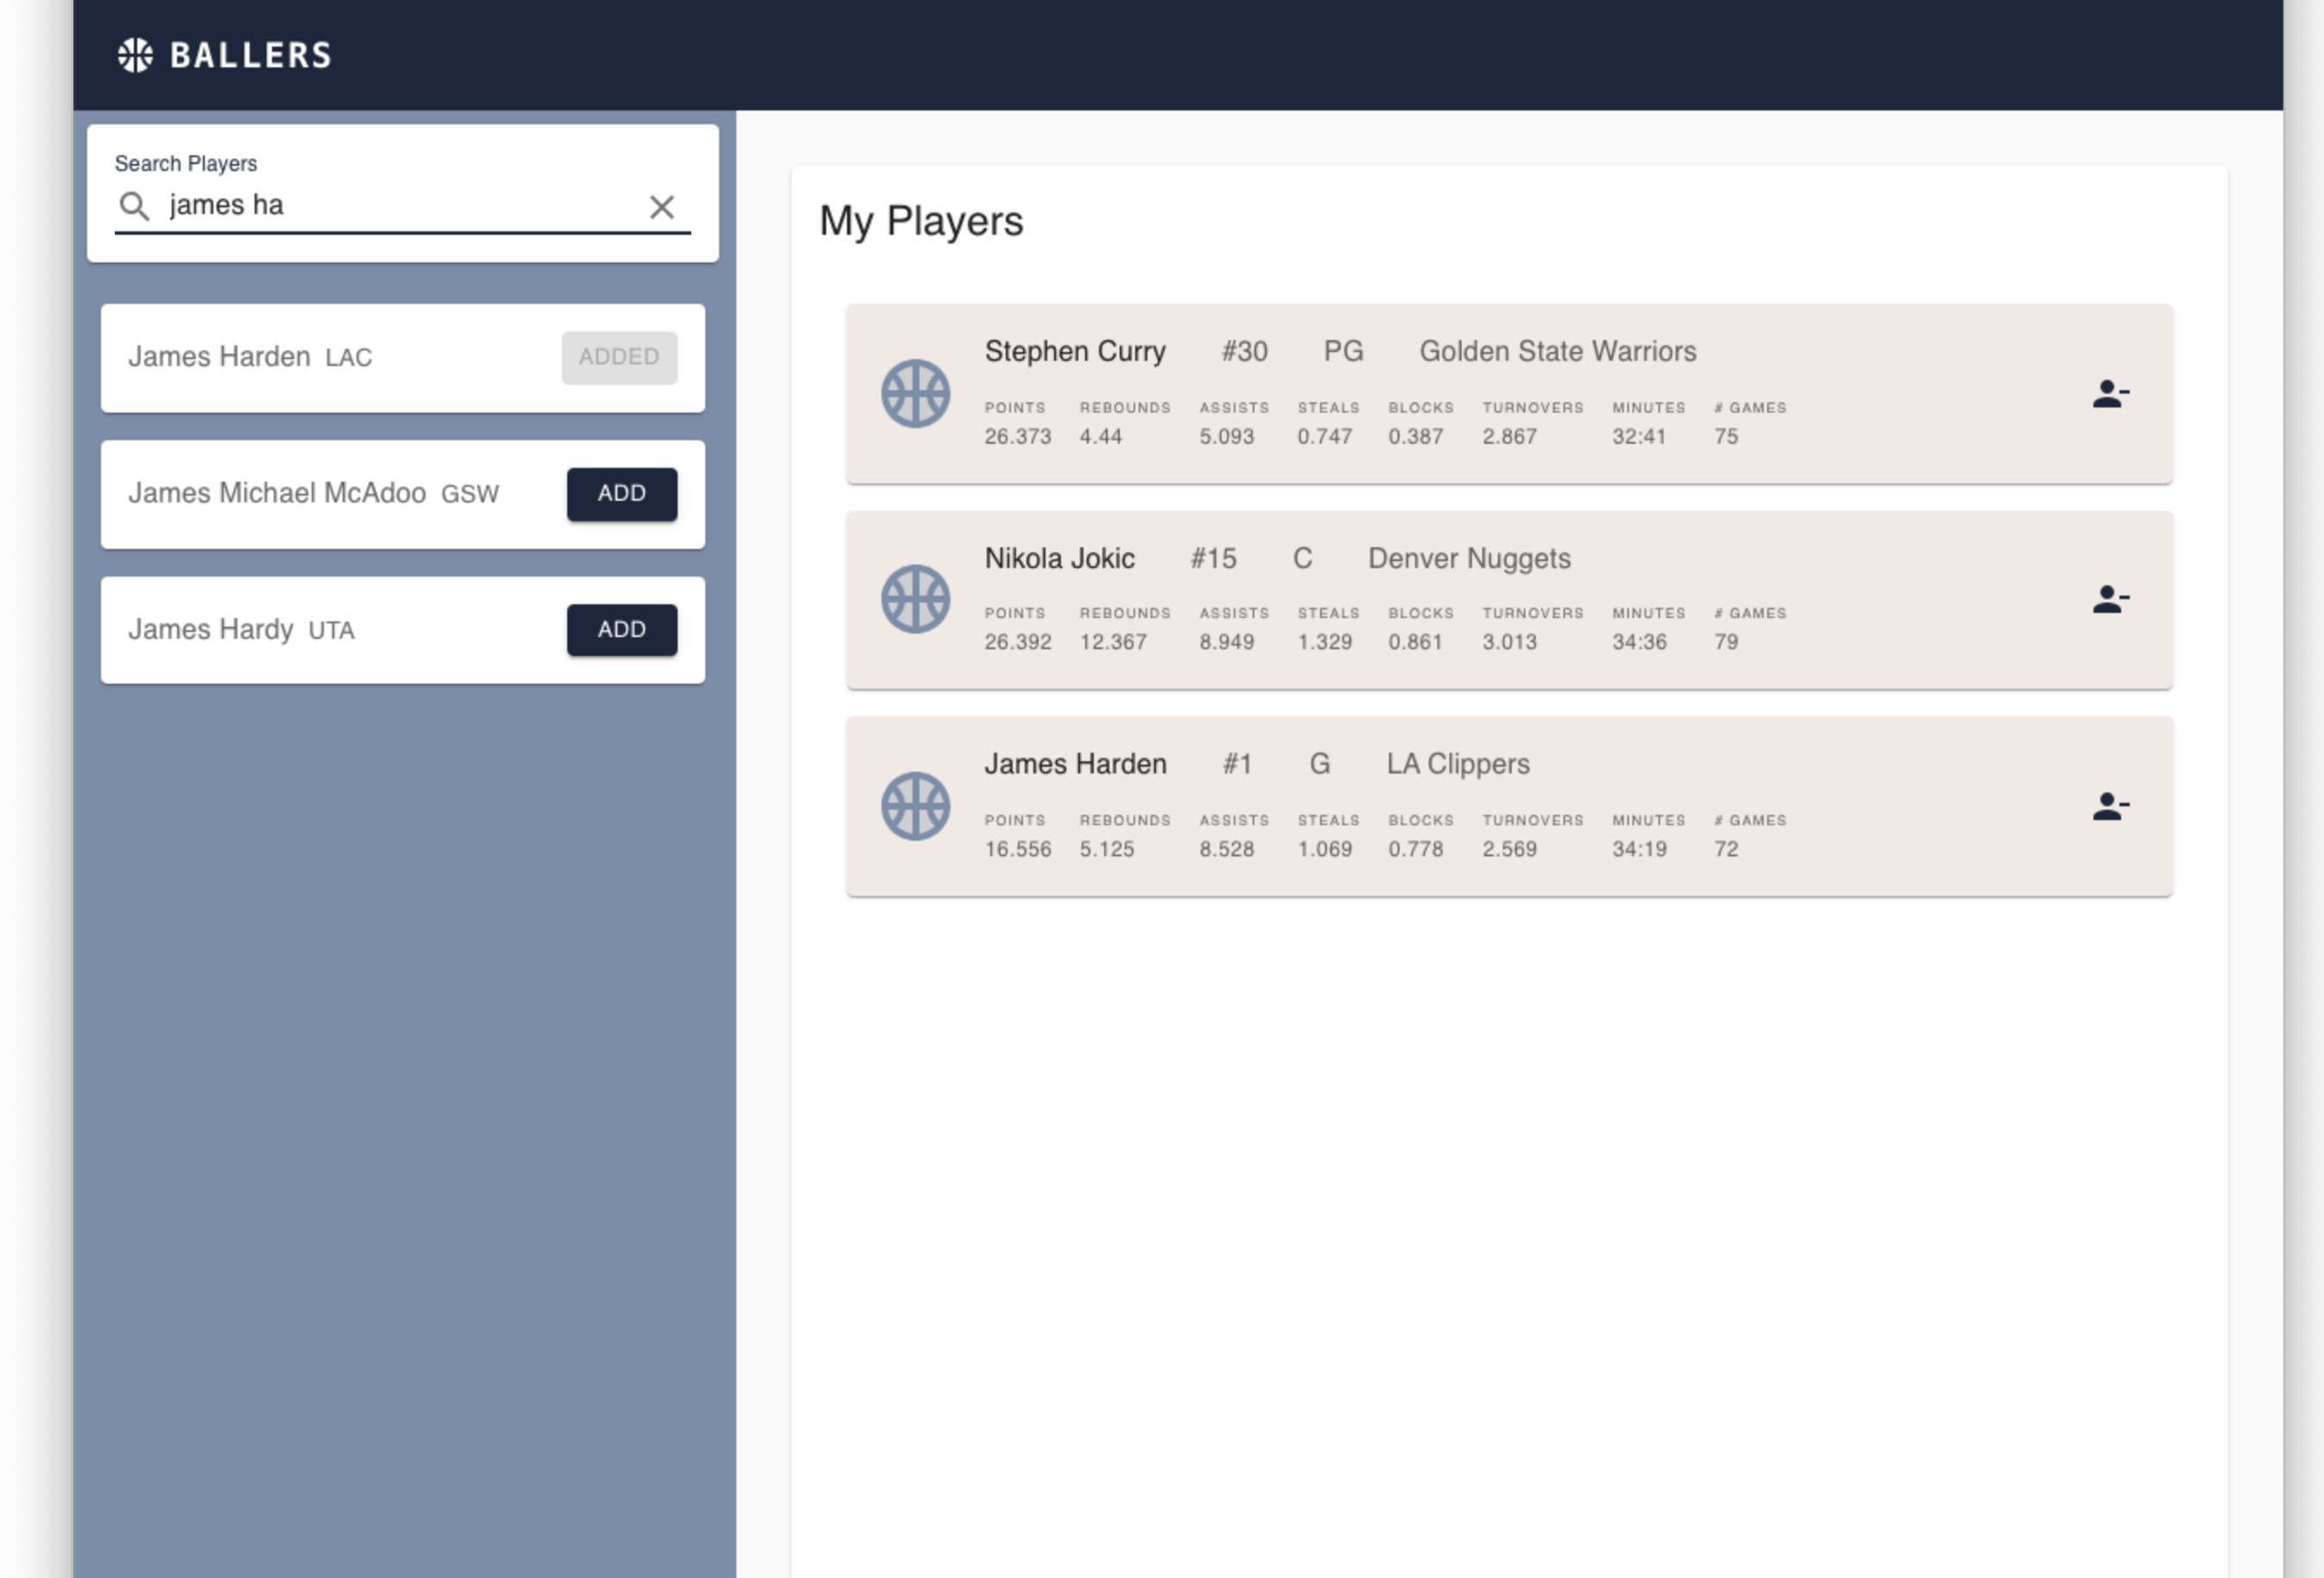 BALLERS
Search Players
james ha
James Harden LAC ADDED
James Michael McAdoo GSW ADD
James Hardy UTA ADD
My Players
Stephen Curry #30 PG Golden State Warriors
POINTS REBOUNDS ASSISTS STEALS BLOCKS TURNOVERS MINUTES # GAMES
26.373 4.44 5.093 0.747 0.387 2.867 32:41 75
Nikola Jokic #15 C Denver Nuggets
POINTS REBOUNDS ASSISTS STEALS BLOCKS TURNOVERS MINUTES # GAMES
26.392 12.367 8.949 1.329 0.861 3.013 34:36 79
James Harden #1 G LA Clippers
POINTS REBOUNDS ASSISTS STEALS BLOCKS TURNOVERS MINUTES # GAMES
16.556 5.125 8.528 1.069 0.778 2.569 34:19 72